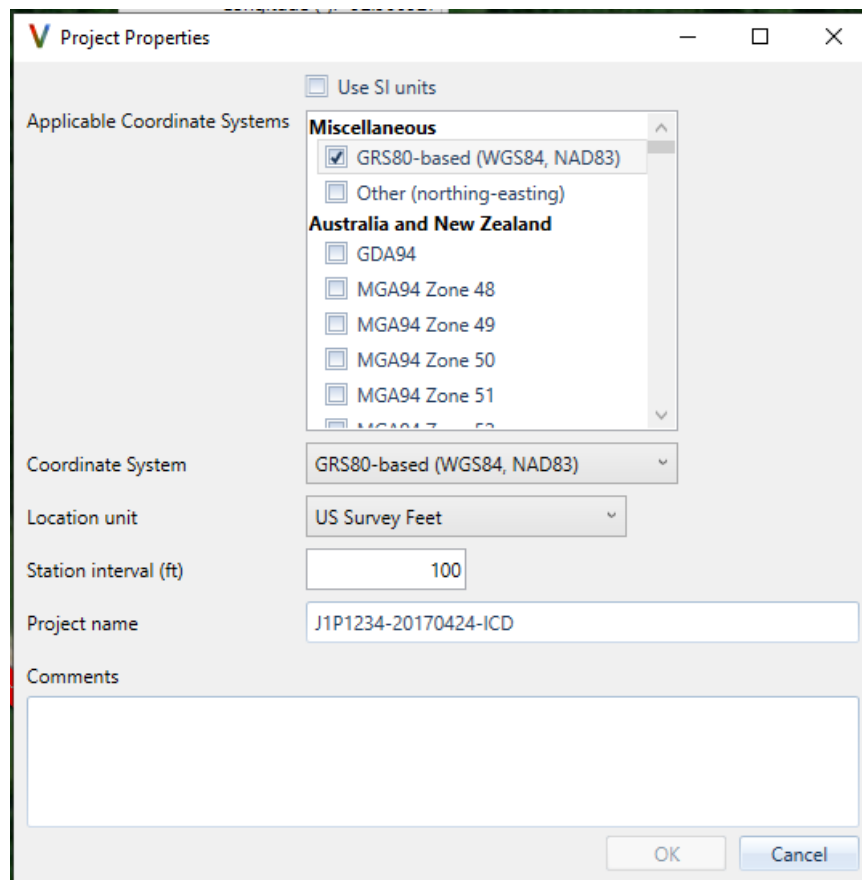 Project Properties
Use SI units
Applicable Coordinate Systems
Miscellaneous
GRS80-based (WGS84, NAD83)
Other (northing-easting)
Australia and New Zealand
GDA94
MGA94 Zone 48
MGA94 Zone 49
MGA94 Zone 50
MGA94 Zone 51
Coordinate System
GRS80-based (WGS84, NAD83)
Location unit
US Survey Feet
Station interval (ft)
100
Project name
J1P1234-20170424-ICD
Comments
OK
Cancel